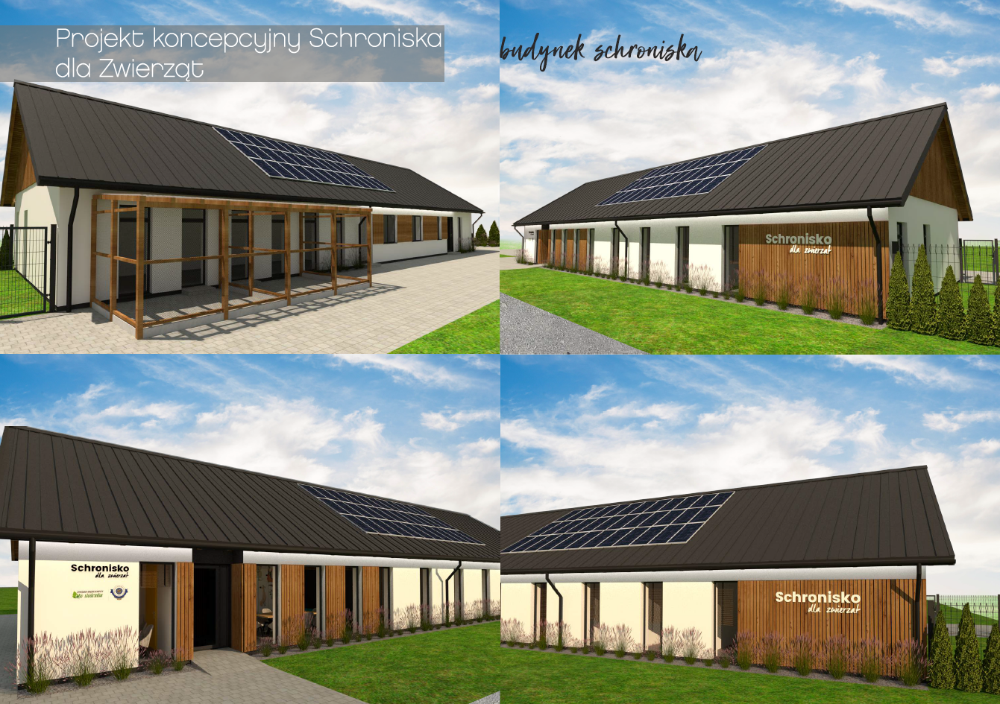 Projekt koncepcyjny Schroniska
dla Zwierząt
budynek schroniska
Schronisko
dla zwierząt
Schronisko
dla zwierząt
Schronisko
dla zwierząt